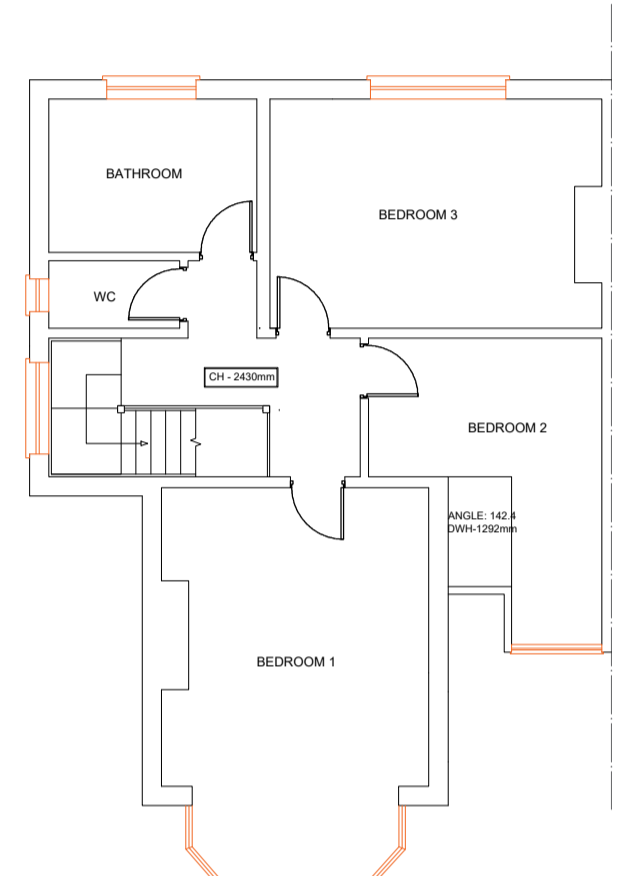 BATHROOM
BEDROOM 3
WC
CH - 2430mm
BEDROOM 2
ANGLE: 142.4
DWH-1292mm
BEDROOM 1